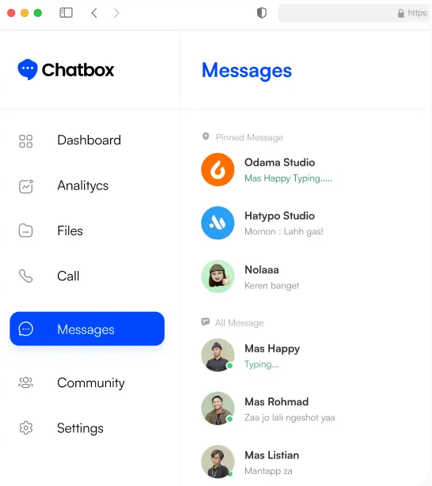 https:
Chatbox
Messages
Dashboard
Analitycs
Files
Call
Messages
Community
Settings
Pinned Message
Odama Studio
Mas Happy Typing.....
Hatypo Studio
Momon : Lahh gas!
Nolaaa
Keren banget
All Message
Mas Happy
Typing...
Mas Rohmad
Zaa jo lali ngeshot yaa
Mas Listian
Mantapp za